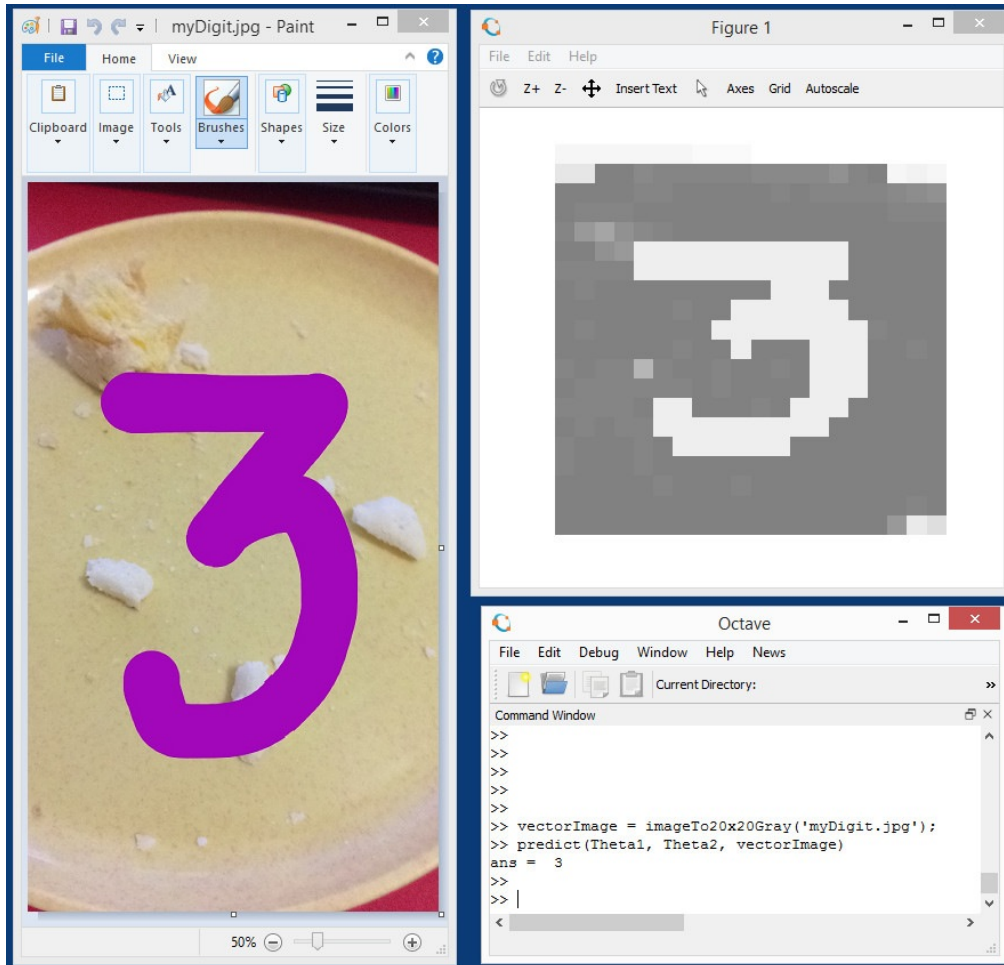 myDigit.jpg - Paint
File Home View
Clipboard Image Tools Brushes Shapes Size Colors
3
50%
Figure 1
File Edit Help
Z+ Z- Insert Text Axes Grid Autoscale
3
Octave
File Edit Debug Window Help News
Current Directory:
Command Window
>>
>>
>>
>>
>>
>> vectorImage = imageTo20x20Gray('myDigit.jpg');
>> predict(Theta1, Theta2, vectorImage)
ans =  3
>>
>>